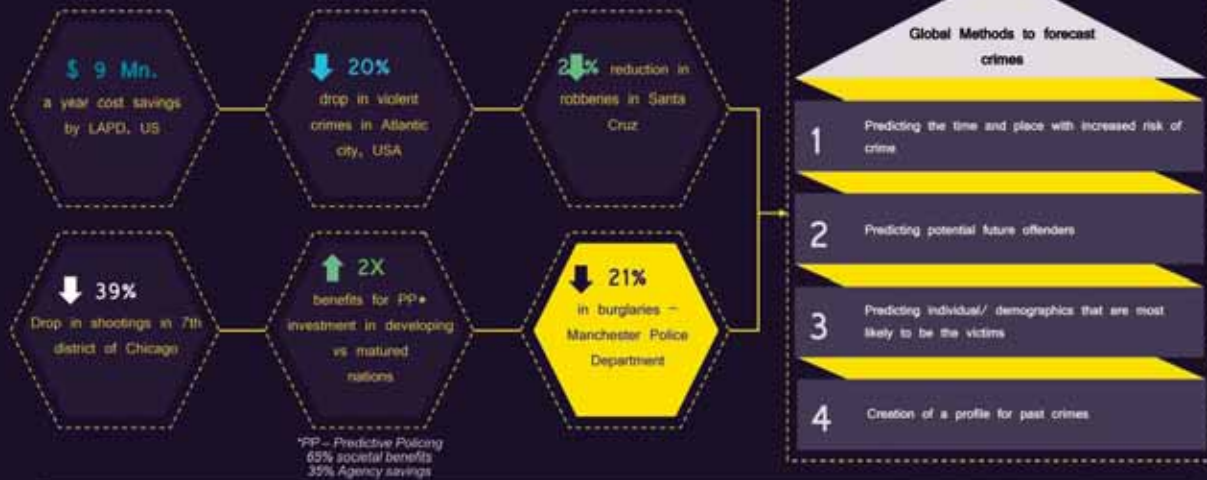 $ 9 Mn.
a year cost savings
by LAPD, US
20%
drop in violent
crimes in Atlantic
city, USA
reduction in
robberies in Santa
Cruz
39%
Drop in shootings in 7th
district of Chicago
2X
benefits for PP*
investment in developing
vs matured
nations
*PP – Predictive Policing
65% societal benefits
35% Agency savings
21%
in burglaries –
Manchester Police
Department
Global Methods to forecast
crimes
1
Predicting the time and place with increased risk of
crime
2
Predicting potential future offenders
3
Predicting individual/ demographics that are most
likely to be the victims
4
Creation of a profile for past crimes